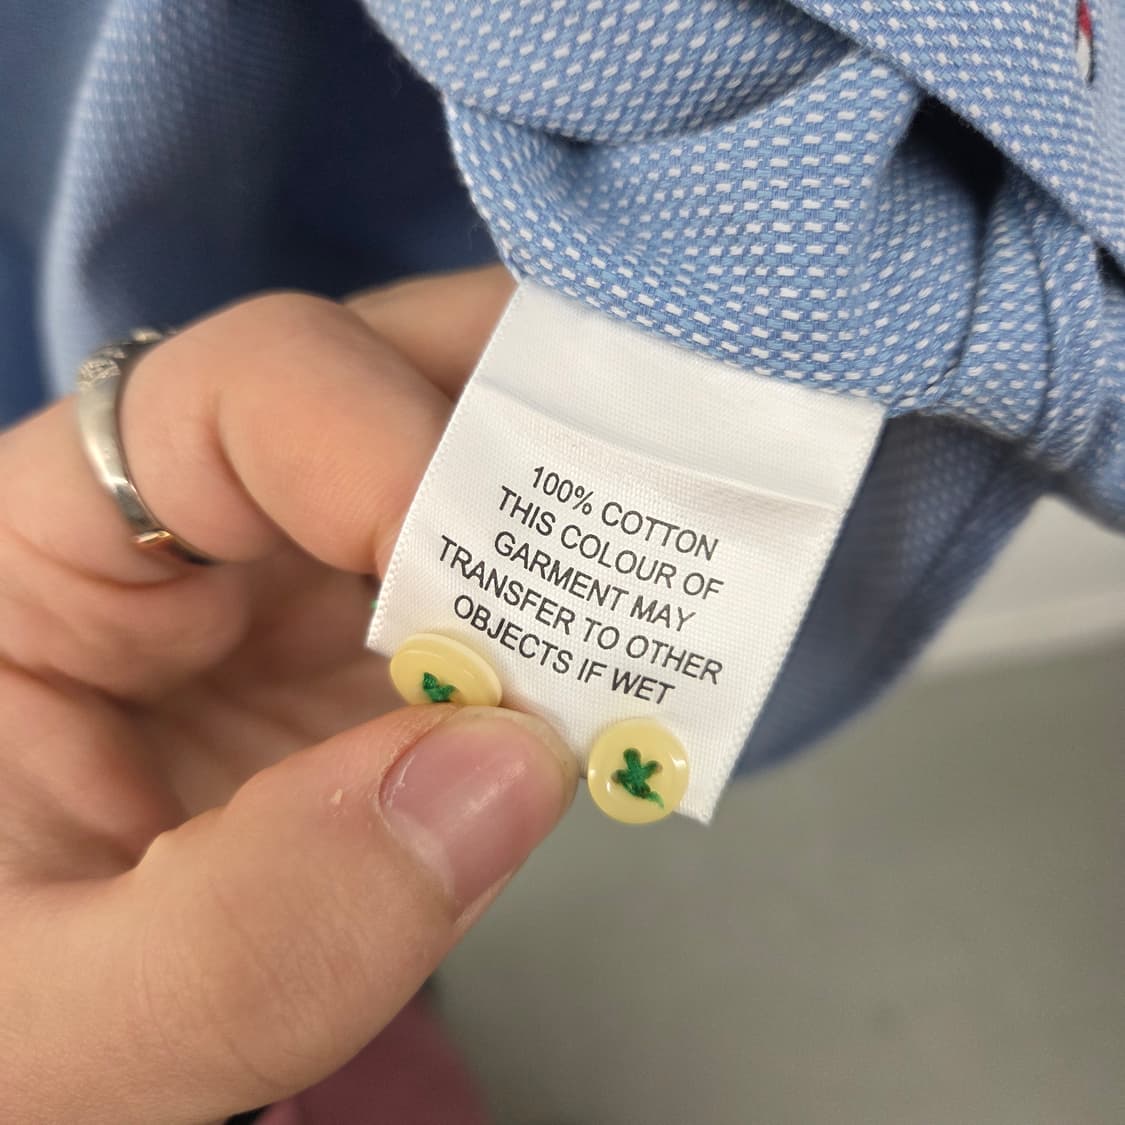 100% COTTON
THIS COLOUR OF
GARMENT MAY
TRANSFER TO OTHER
OBJECTS IF WET